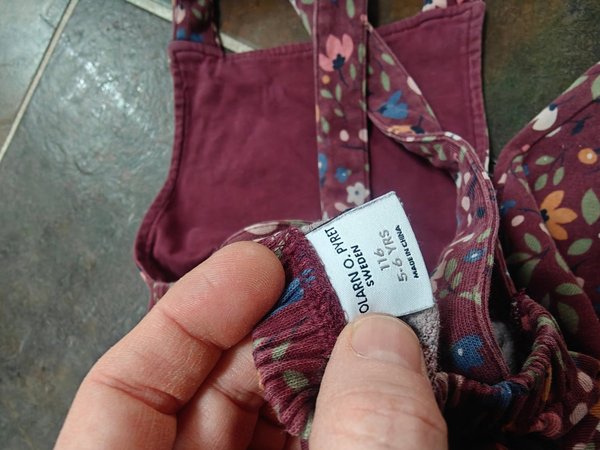 OLARN O. PYRET
SWEDEN
116
5-6 YRS
MADE IN CHINA